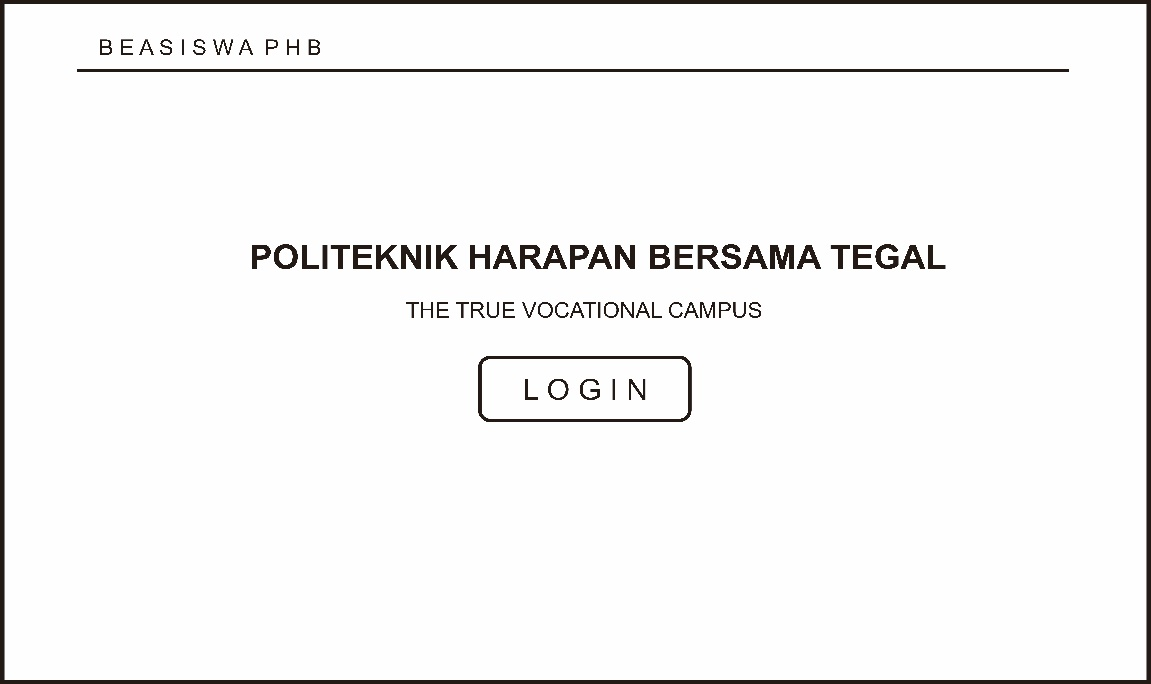 BEASISWA PHB
POLITEKNIK HARAPAN BERSAMA TEGAL
THE TRUE VOCATIONAL CAMPUS
LOGIN